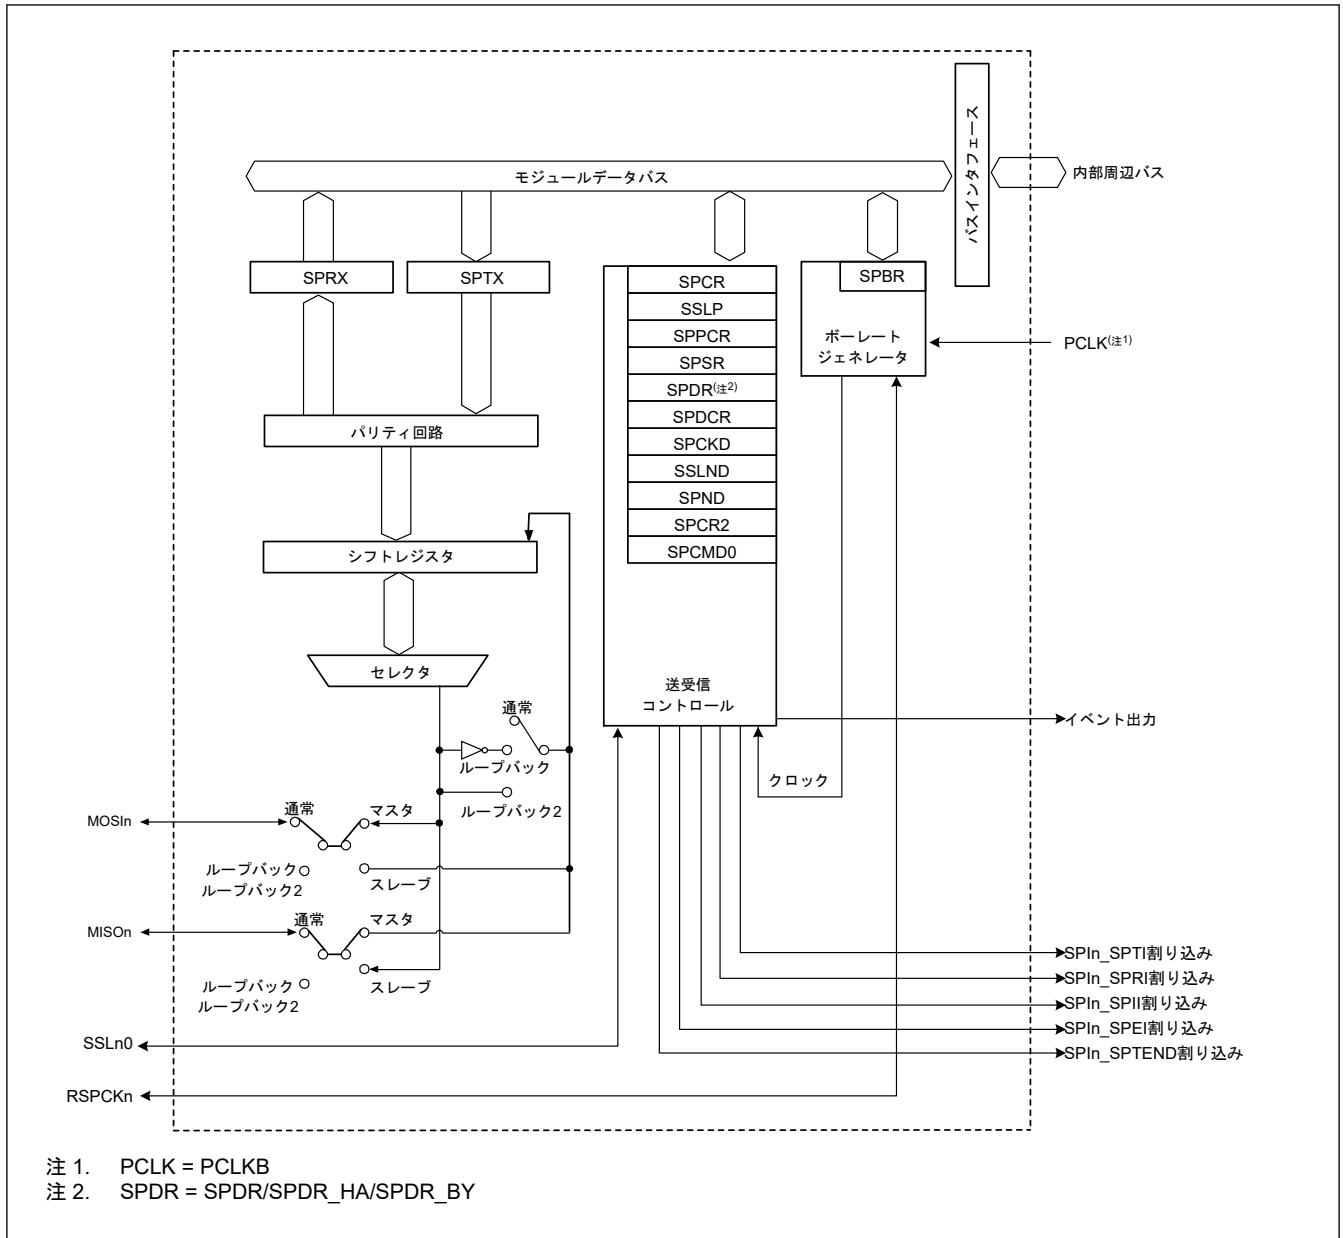 バスインタフェース
モジュールデータバス
内部周辺バス
SPRX
SPTX
SPCR
SSLP
SPPCR
SPSR
SPDR(注2)
SPDCR
SPCKD
SSLND
SPND
SPCR2
SPCMD0
SPBR
ボーレート
ジェネレータ
PCLK(注1)
パリティ回路
シフトレジスタ
セレクタ
送受信
コントロール
通常
ループバック
ループバック2
クロック
イベント出力
MOSIn
通常
マスタ
ループバック
ループバック2
スレーブ
MISOn
通常
マスタ
ループバック
ループバック2
スレーブ
SPIn_SPTI割り込み
SPIn_SPRI割り込み
SPIn_SPII割り込み
SPIn_SPEI割り込み
SPIn_SPTEND割り込み
SSLn0
RSPCKn
注 1. PCLK = PCLKB
注 2. SPDR = SPDR/SPDR_HA/SPDR_BY